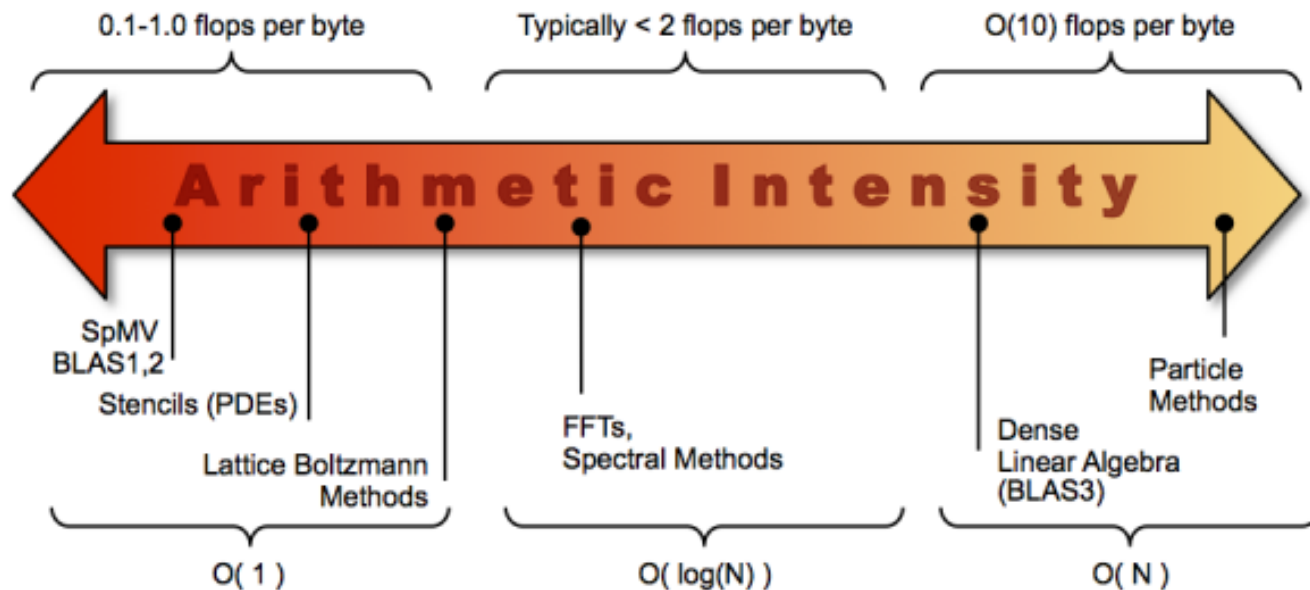 0.1-1.0 flops per byte
Typically < 2 flops per byte
O(10) flops per byte
Arithmetic Intensity
SpMV
BLAS1,2
Stencils (PDEs)
Lattice Boltzmann
Methods
FFTs,
Spectral Methods
Dense
Linear Algebra
(BLAS3)
Particle
Methods
O( 1 )
O( log(N) )
O( N )